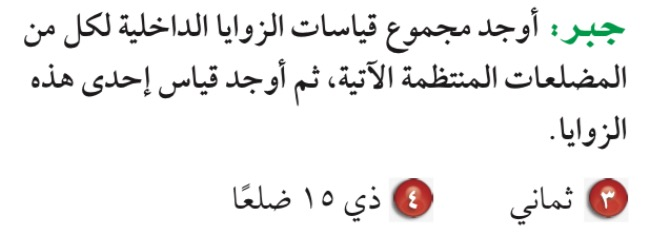 جبر: أوجد مجموع قياسات الزوايا الداخلية لكل من
المضلعات المنتظمة الآتية، ثم أوجد قياس إحدى هذه
الزوايا.
٣ ثماني ٤ ذي ١٥ ضلعًا